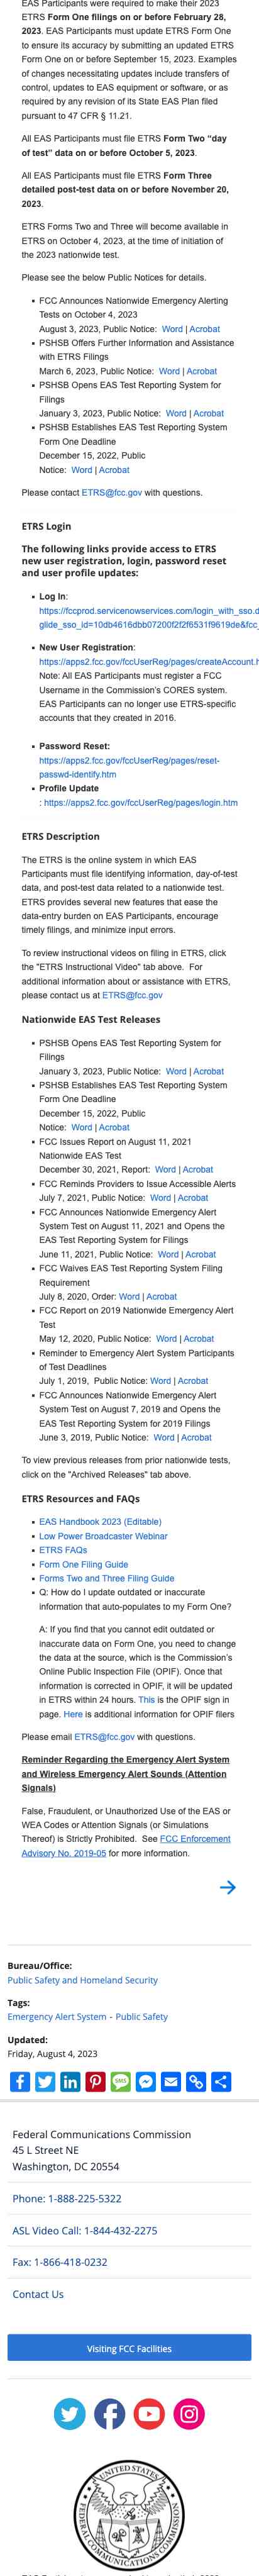 EAS Participants were required to make their 2023
ETRS Form One filings on or before February 28,
2023. EAS Participants must update ETRS Form One
to ensure its accuracy by submitting an updated ETRS
Form One on or before September 15, 2023. Examples
of changes necessitating updates include transfers of
control, updates to EAS equipment or software, or as
required by any revision of its State EAS Plan filed
pursuant to 47 CFR § 11.21.
All EAS Participants must file ETRS Form Two “day
of test” data on or before October 5, 2023.
All EAS Participants must file ETRS Form Three
detailed post-test data on or before November 20,
2023.
ETRS Forms Two and Three will become available in
ETRS on October 4, 2023, at the time of initiation of
the 2023 nationwide test.
Please see the below Public Notices for details.
• FCC Announces Nationwide Emergency Alerting
Tests on October 4, 2023
August 3, 2023, Public Notice: Word | Acrobat
• PSHSB Offers Further Information and Assistance
with ETRS Filings
March 6, 2023, Public Notice: Word | Acrobat
• PSHSB Opens EAS Test Reporting System for
Filings
January 3, 2023, Public Notice: Word | Acrobat
• PSHSB Establishes EAS Test Reporting System
Form One Deadline
December 15, 2022, Public
Notice: Word | Acrobat
Please contact ETRS@fcc.gov with questions.
ETRS Login
The following links provide access to ETRS
new user registration, login, password reset
and user profile updates:
• Log In:
https://fccprod.servicenowservices.com/login_with_sso.d
glide_sso_id=10db4616dbb07200f2f2f6531f9619de&fcc_
• New User Registration:
https://apps2.fcc.gov/fccUserReg/pages/createAccount.h
Note: All EAS Participants must register a FCC
Username in the Commission’s CORES system.
EAS Participants can no longer use ETRS-specific
accounts that they created in 2016.
• Password Reset:
https://apps2.fcc.gov/fccUserReg/pages/reset-
passwd-identify.htm
• Profile Update
: https://apps2.fcc.gov/fccUserReg/pages/login.htm
ETRS Description
The ETRS is the online system in which EAS
Participants must file identifying information, day-of-test
data, and post-test data related to a nationwide test.
ETRS provides several new features that ease the
data-entry burden on EAS Participants, encourage
timely filings, and minimize input errors.
To review instructional videos on filing in ETRS, click
the "ETRS Instructional Video" tab above. For
additional information about or assistance with ETRS,
please contact us at ETRS@fcc.gov
Nationwide EAS Test Releases
• PSHSB Opens EAS Test Reporting System for
Filings
January 3, 2023, Public Notice: Word | Acrobat
• PSHSB Establishes EAS Test Reporting System
Form One Deadline
December 15, 2022, Public
Notice: Word | Acrobat
• FCC Issues Report on August 11, 2021
Nationwide EAS Test
December 30, 2021, Report: Word | Acrobat
• FCC Reminds Providers to Issue Accessible Alerts
July 7, 2021, Public Notice: Word | Acrobat
• FCC Announces Nationwide Emergency Alert
System Test on August 11, 2021 and Opens the
EAS Test Reporting System for Filings
June 11, 2021, Public Notice: Word | Acrobat
• FCC Waives EAS Test Reporting System Filing
Requirement
July 8, 2020, Order: Word | Acrobat
• FCC Report on 2019 Nationwide Emergency Alert
Test
May 12, 2020, Public Notice: Word | Acrobat
• Reminder to Emergency Alert System Participants
of Test Deadlines
July 1, 2019, Public Notice: Word | Acrobat
• FCC Announces Nationwide Emergency Alert
System Test on August 7, 2019 and Opens the
EAS Test Reporting System for 2019 Filings
June 3, 2019, Public Notice: Word | Acrobat
To view previous releases from prior nationwide tests,
click on the "Archived Releases" tab above.
ETRS Resources and FAQs
• EAS Handbook 2023 (Editable)
• Low Power Broadcaster Webinar
• ETRS FAQs
• Form One Filing Guide
• Forms Two and Three Filing Guide
• Q: How do I update outdated or inaccurate
information that auto-populates to my Form One?
A: If you find that you cannot edit outdated or
inaccurate data on Form One, you need to change
the data at the source, which is the Commission’s
Online Public Inspection File (OPIF). Once that
information is corrected in OPIF, it will be updated
in ETRS within 24 hours. This is the OPIF sign in
page. Here is additional information for OPIF filers
Please email ETRS@fcc.gov with questions.
Reminder Regarding the Emergency Alert System
and Wireless Emergency Alert Sounds (Attention
Signals)
False, Fraudulent, or Unauthorized Use of the EAS or
WEA Codes or Attention Signals (or Simulations
Thereof) is Strictly Prohibited. See FCC Enforcement
Advisory No. 2019-05 for more information.
Bureau/Office:
Public Safety and Homeland Security
Tags:
Emergency Alert System - Public Safety
Updated:
Friday, August 4, 2023
SMS
Federal Communications Commission
45 L Street NE
Washington, DC 20554
Phone: 1-888-225-5322
ASL Video Call: 1-844-432-2275
Fax: 1-866-418-0232
Contact Us
Visiting FCC Facilities
UNITED STATES
FEDERAL COMMUNICATIONS COMMISSION